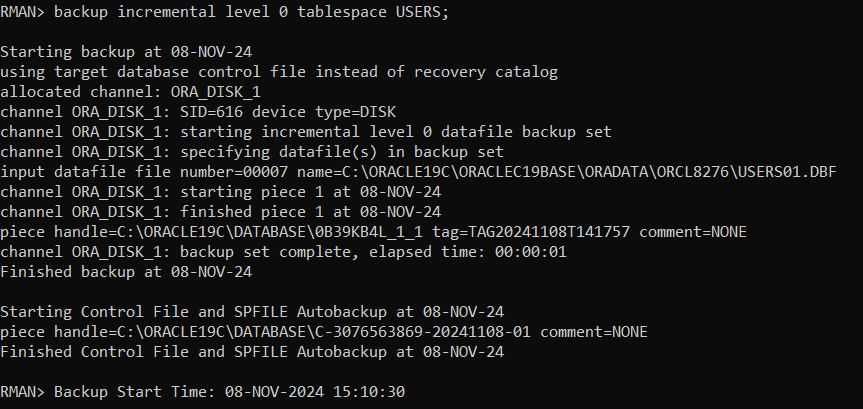 RMAN> backup incremental level 0 tablespace USERS;
Starting backup at 08-NOV-24
using target database control file instead of recovery catalog
allocated channel: ORA_DISK_1
channel ORA_DISK_1: SID=616 device type=DISK
channel ORA_DISK_1: starting incremental level 0 datafile backup set
channel ORA_DISK_1: specifying datafile(s) in backup set
input datafile file number=00007 name=C:\ORACLE19C\ORACLEC19BASE\ORADATA\ORCL8276\USERS01.DBF
channel ORA_DISK_1: starting piece 1 at 08-NOV-24
channel ORA_DISK_1: finished piece 1 at 08-NOV-24
piece handle=C:\ORACLE19C\DATABASE\0B39KB4L_1_1 tag=TAG20241108T141757 comment=NONE
channel ORA_DISK_1: backup set complete, elapsed time: 00:00:01
Finished backup at 08-NOV-24
Starting Control File and SPFILE Autobackup at 08-NOV-24
piece handle=C:\ORACLE19C\DATABASE\C-3076563869-20241108-01 comment=NONE
Finished Control File and SPFILE Autobackup at 08-NOV-24
RMAN> Backup Start Time: 08-NOV-2024 15:10:30